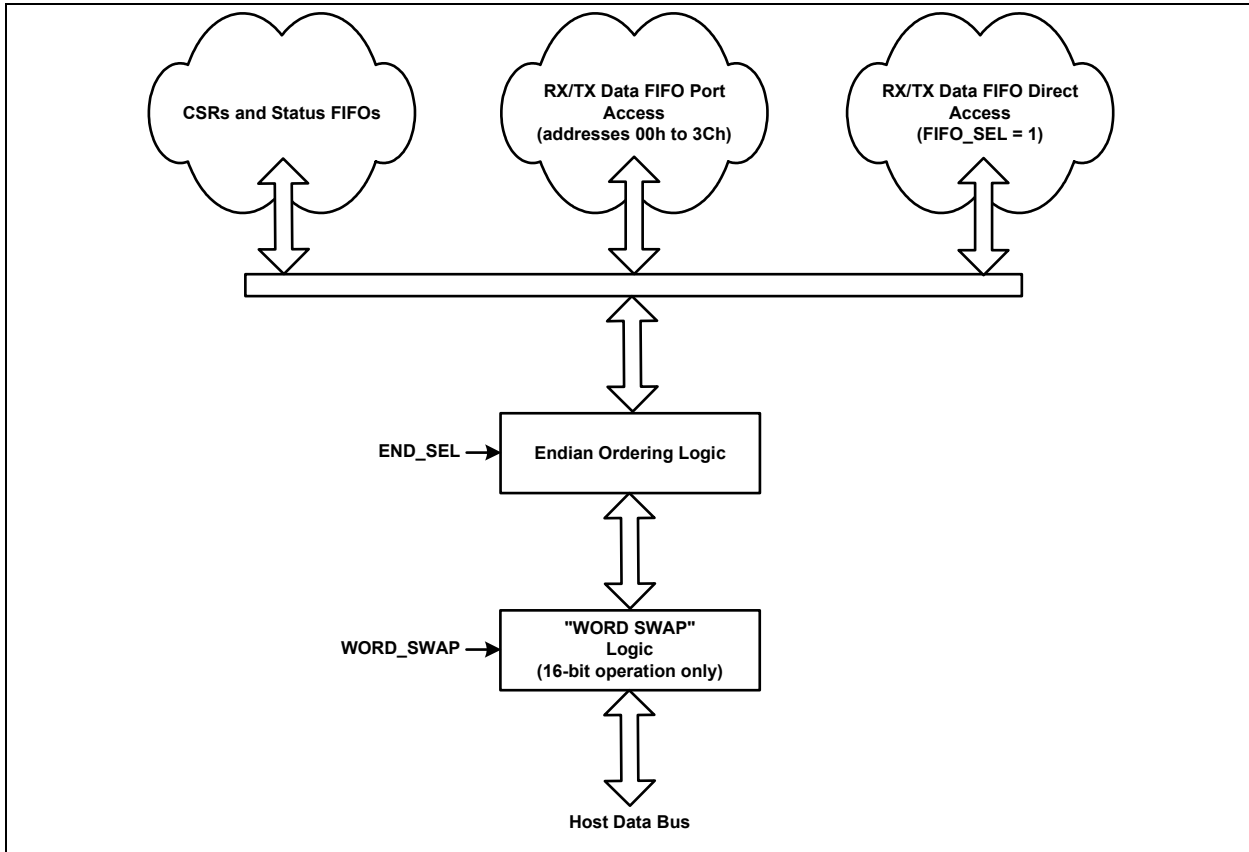 CSRs and Status FIFOs
RX/TX Data FIFO Port
Access
(addresses 00h to 3Ch)
RX/TX Data FIFO Direct
Access
(FIFO_SEL = 1)
END_SEL
Endian Ordering Logic
WORD_SWAP
"WORD SWAP"
Logic
(16-bit operation only)
Host Data Bus